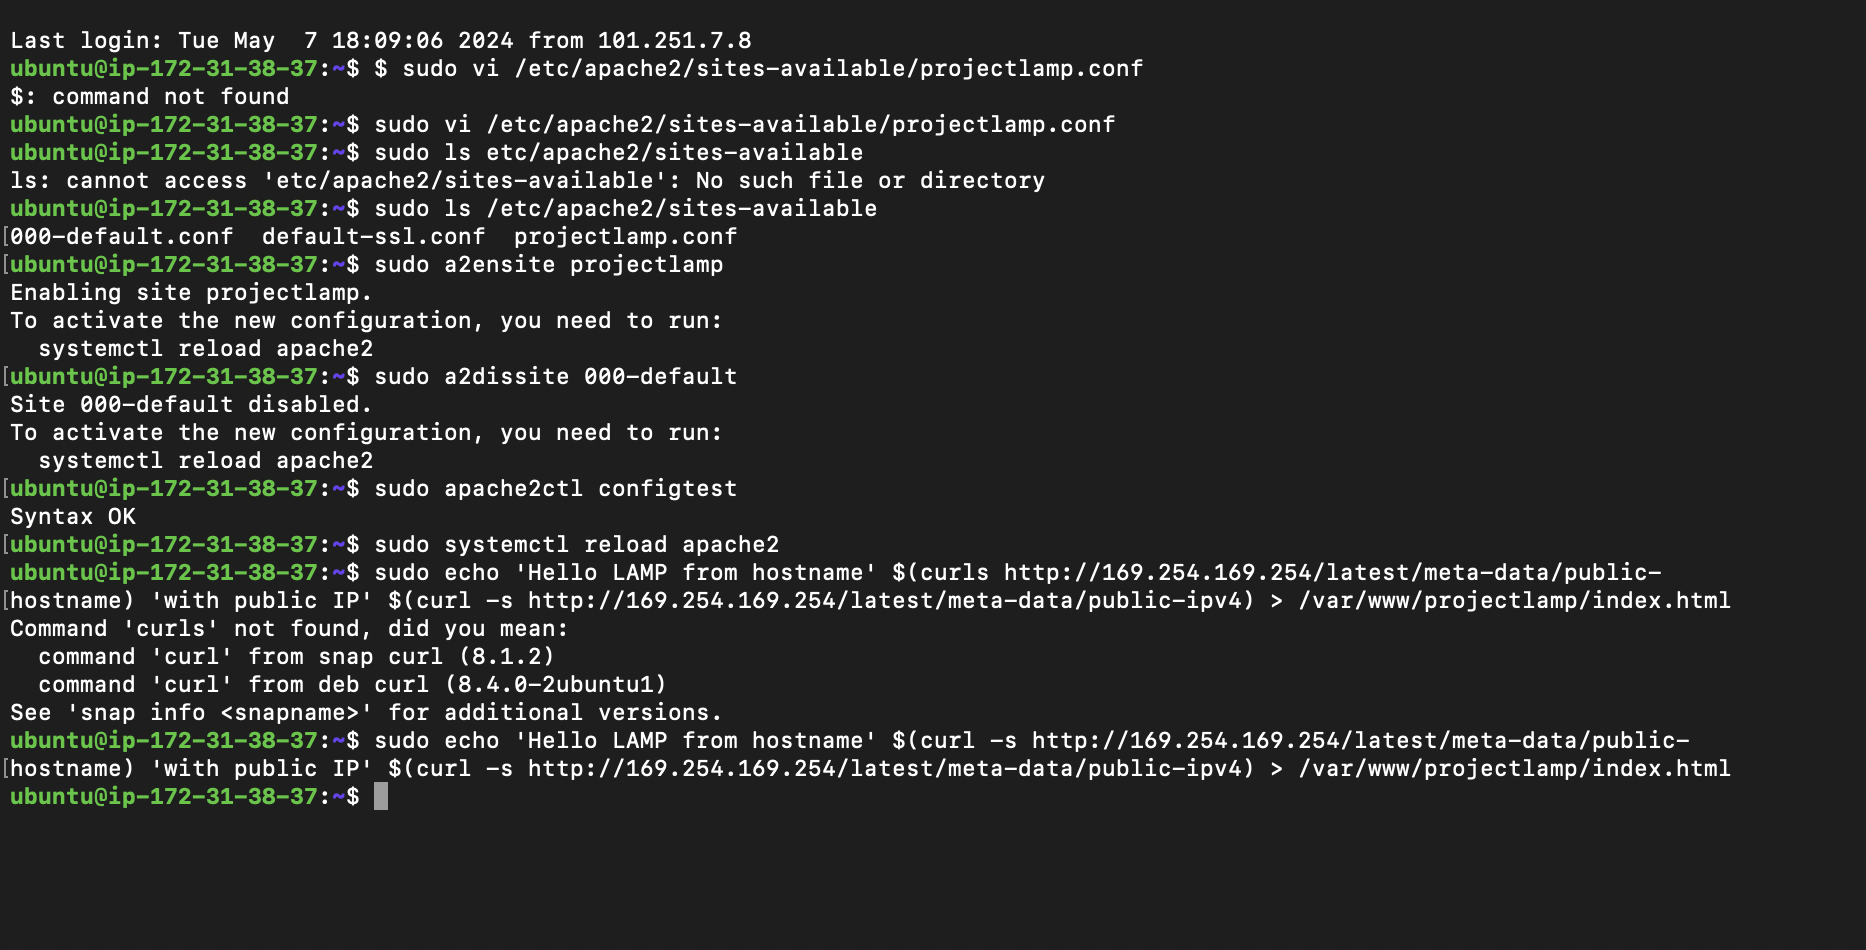 Last login: Tue May  7 18:09:06 2024 from 101.251.7.8
ubuntu@ip-172-31-38-37:~$ $ sudo vi /etc/apache2/sites-available/projectlamp.conf
$: command not found
ubuntu@ip-172-31-38-37:~$ sudo vi /etc/apache2/sites-available/projectlamp.conf
ubuntu@ip-172-31-38-37:~$ sudo ls etc/apache2/sites-available
ls: cannot access 'etc/apache2/sites-available': No such file or directory
ubuntu@ip-172-31-38-37:~$ sudo ls /etc/apache2/sites-available
[000-default.conf  default-ssl.conf  projectlamp.conf
[ubuntu@ip-172-31-38-37:~$ sudo a2ensite projectlamp
Enabling site projectlamp.
To activate the new configuration, you need to run:
  systemctl reload apache2
[ubuntu@ip-172-31-38-37:~$ sudo a2dissite 000-default
Site 000-default disabled.
To activate the new configuration, you need to run:
  systemctl reload apache2
[ubuntu@ip-172-31-38-37:~$ sudo apache2ctl configtest
Syntax OK
[ubuntu@ip-172-31-38-37:~$ sudo systemctl reload apache2
ubuntu@ip-172-31-38-37:~$ sudo echo 'Hello LAMP from hostname' $(curls http://169.254.169.254/latest/meta-data/public-
[hostname) 'with public IP' $(curl -s http://169.254.169.254/latest/meta-data/public-ipv4) > /var/www/projectlamp/index.html
Command 'curls' not found, did you mean:
  command 'curl' from snap curl (8.1.2)
  command 'curl' from deb curl (8.4.0-2ubuntu1)
See 'snap info <snapname>' for additional versions.
ubuntu@ip-172-31-38-37:~$ sudo echo 'Hello LAMP from hostname' $(curl -s http://169.254.169.254/latest/meta-data/public-
[hostname) 'with public IP' $(curl -s http://169.254.169.254/latest/meta-data/public-ipv4) > /var/www/projectlamp/index.html
ubuntu@ip-172-31-38-37:~$